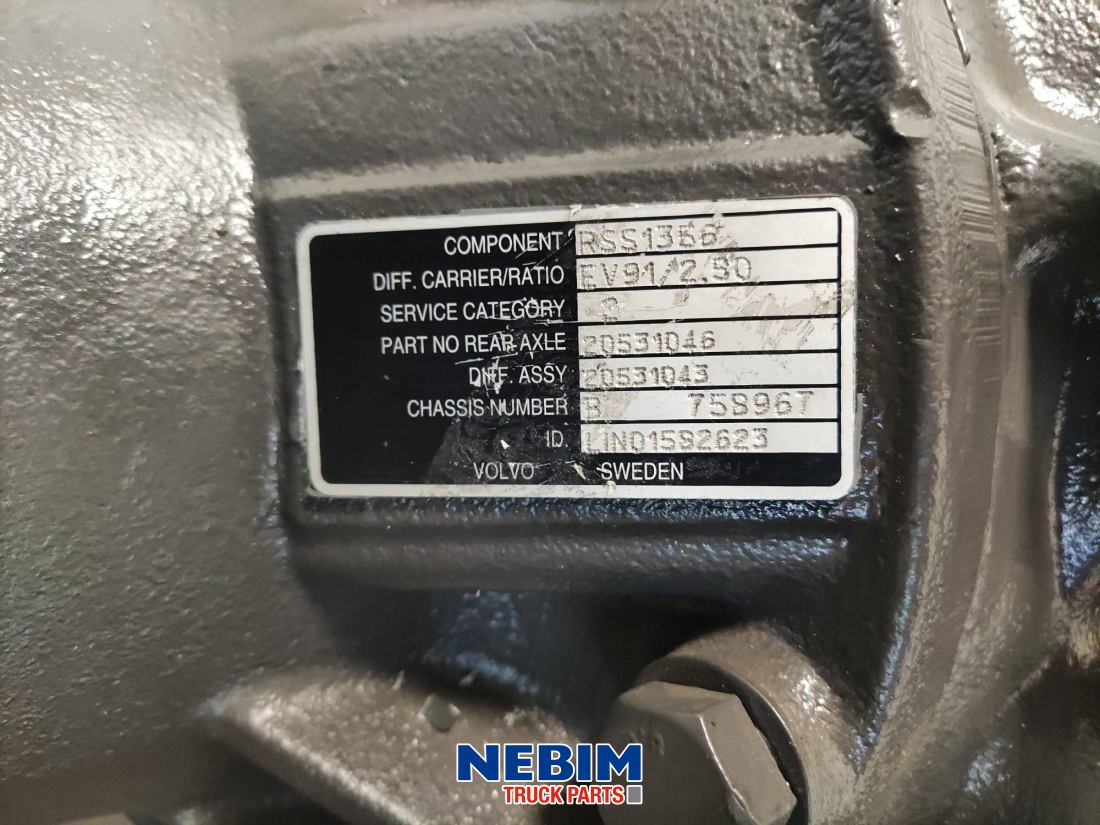 COMPONENT RSS1356
DIFF. CARRIER/RATIO EV91/2.50
SERVICE CATEGORY
PART NO REAR AXLE 20531046
DIFF. ASSY 20531043
CHASSIS NUMBER B 758967
ID LIN01592623
VOLVO SWEDEN
NEBIM
TRUCK PARTS